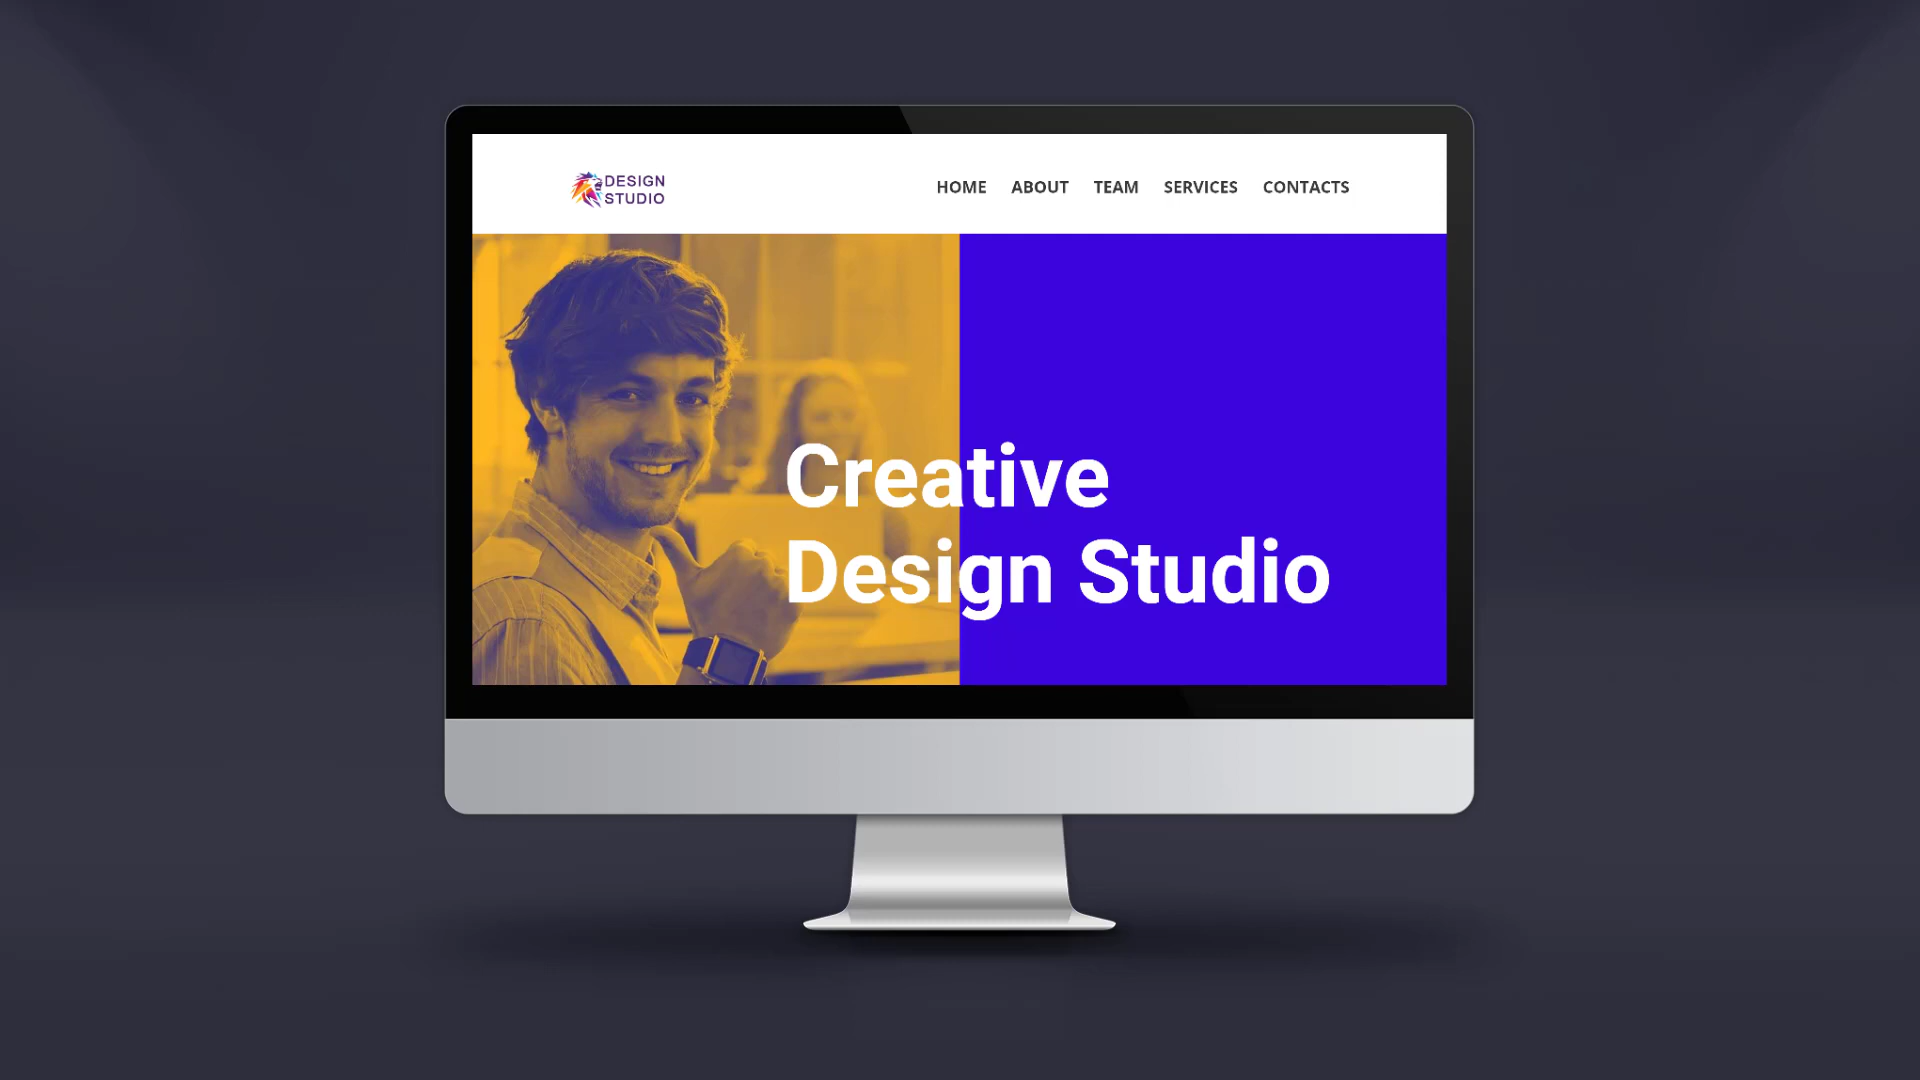 DESIGN
STUDIO
HOME ABOUT TEAM SERVICES CONTACTS
Creative
Design Studio